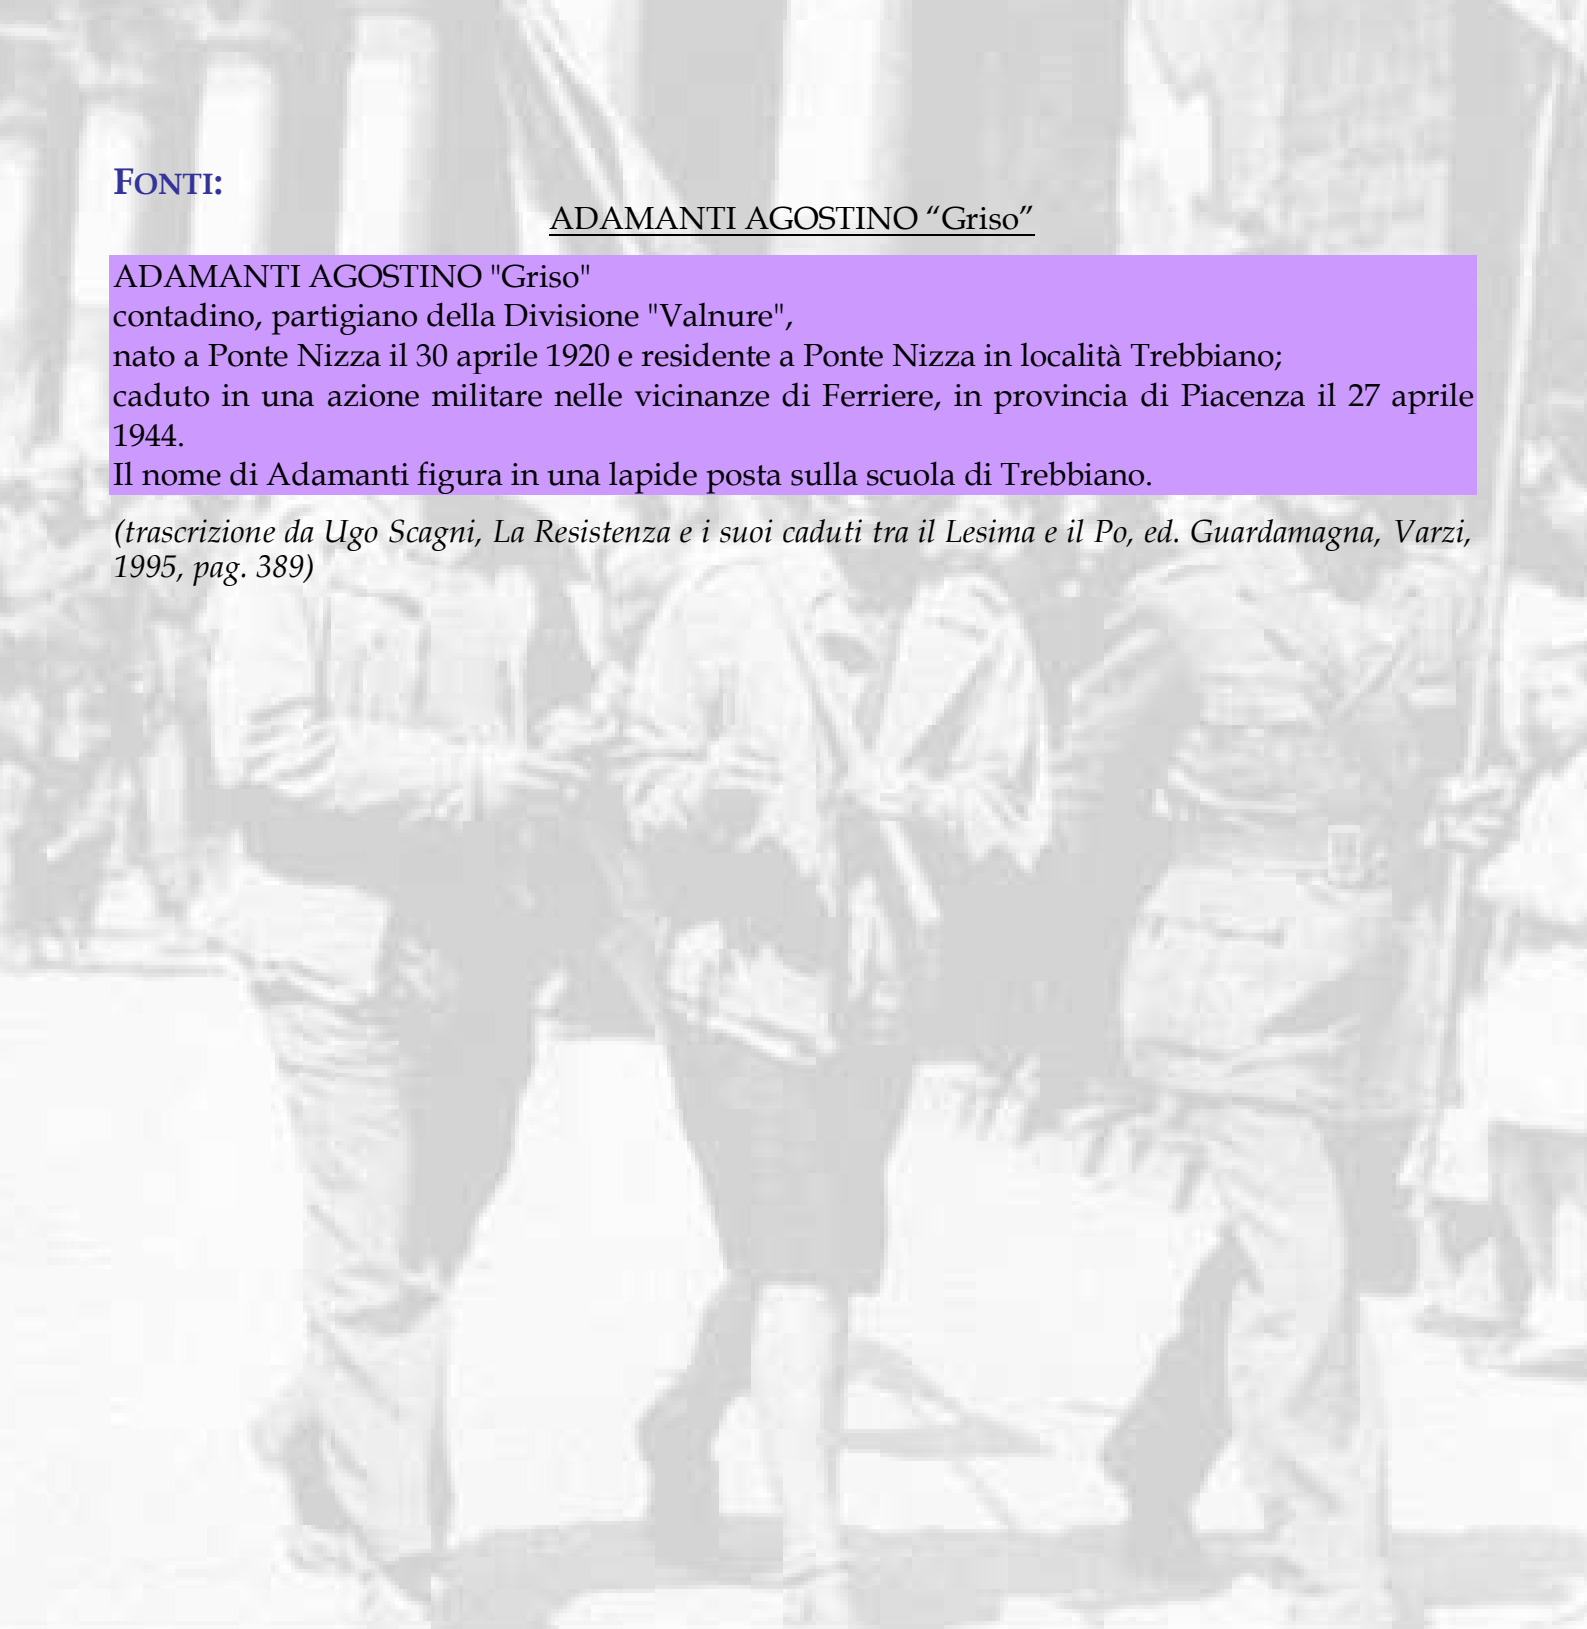 FONTI:
ADAMANTI AGOSTINO “Griso”
ADAMANTI AGOSTINO "Griso"
contadino, partigiano della Divisione "Valnure",
nato a Ponte Nizza il 30 aprile 1920 e residente a Ponte Nizza in località Trebbiano;
caduto in una azione militare nelle vicinanze di Ferriere, in provincia di Piacenza il 27 aprile
1944.
Il nome di Adamanti figura in una lapide posta sulla scuola di Trebbiano.
(trascrizione da Ugo Scagni, La Resistenza e i suoi caduti tra il Lesima e il Po, ed. Guardamagna, Varzi,
1995, pag. 389)